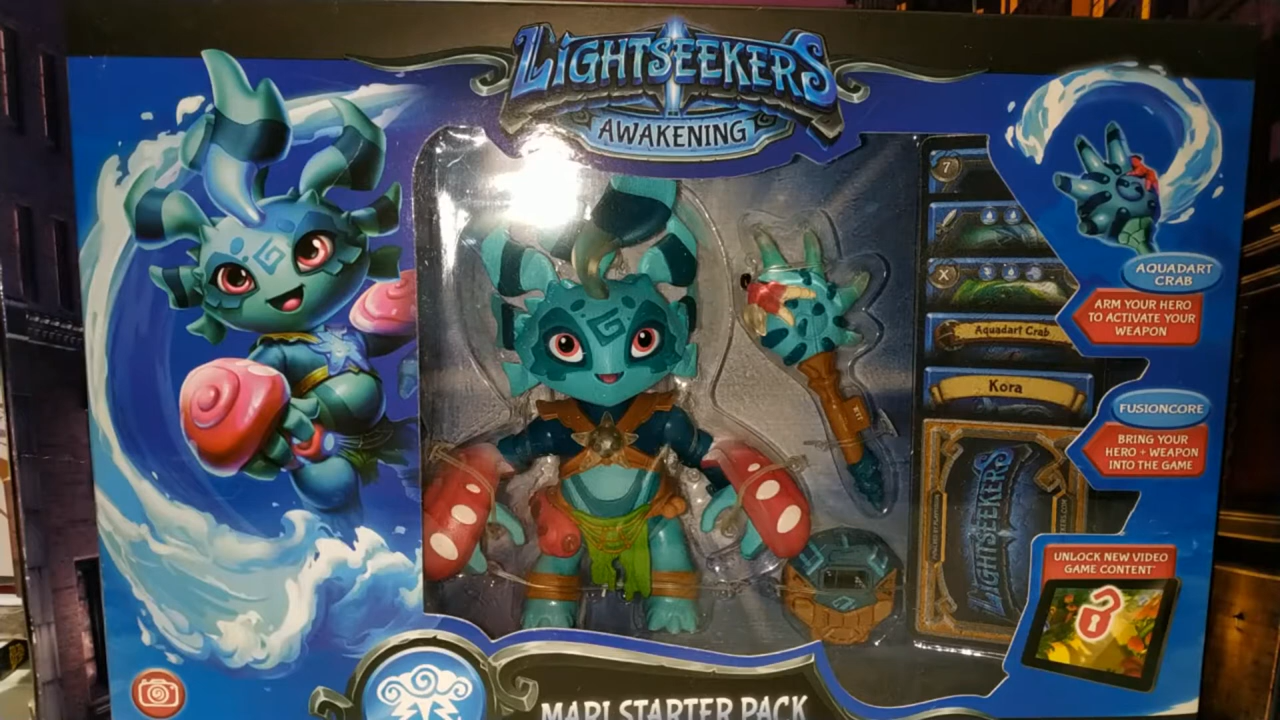 LIGHTSEEKERS
AWAKENING
7
X
Aquadart Crab
Kora
LIGHTSEEKERS
AQUADART
CRAB
ARM YOUR HERO
TO ACTIVATE YOUR
WEAPON
FUSIONCORE
BRING YOUR
HERO + WEAPON
INTO THE GAME
UNLOCK NEW VIDEO
GAME CONTENT
MARI STARTER PACK